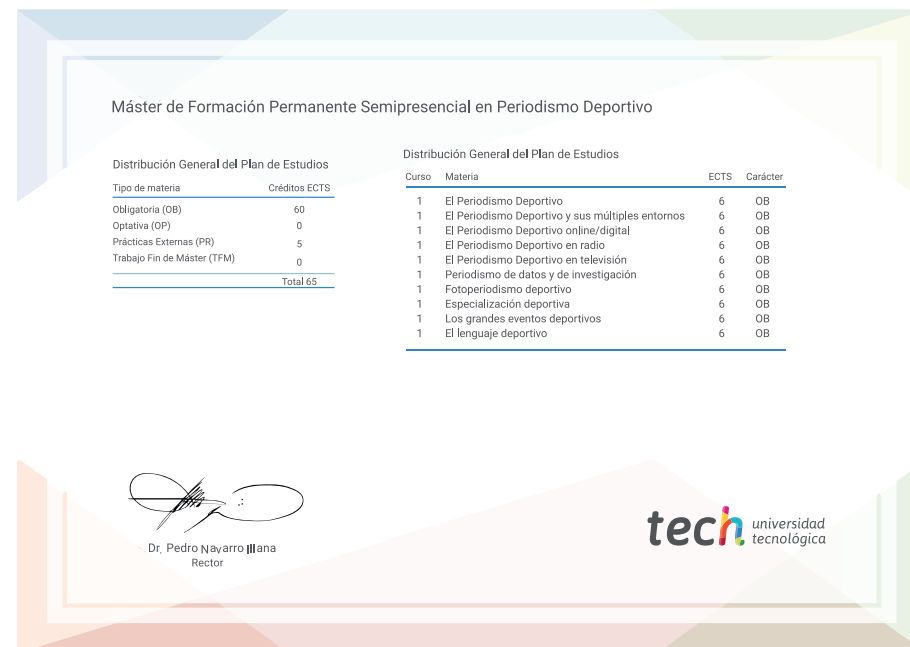 Máster de Formación Permanente Semipresencial en Periodismo Deportivo
Distribución General del Plan de Estudios
Tipo de materia Créditos ECTS
Obligatoria (OB) 60
Optativa (OP) 0
Prácticas Externas (PR) 5
Trabajo Fin de Máster (TFM) 0
Total 65
Distribución General del Plan de Estudios
Curso Materia ECTS Carácter
1 El Periodismo Deportivo 6 OB
1 El Periodismo Deportivo y sus múltiples entornos 6 OB
1 El Periodismo Deportivo online/digital 6 OB
1 El Periodismo Deportivo en radio 6 OB
1 El Periodismo Deportivo en televisión 6 OB
1 Periodismo de datos y de investigación 6 OB
1 Fotoperiodismo deportivo 6 OB
1 Especialización deportiva 6 OB
1 Los grandes eventos deportivos 6 OB
1 El lenguaje deportivo 6 OB
Dr. Pedro Navarro Illana
Rector
tech universidad
tecnológica